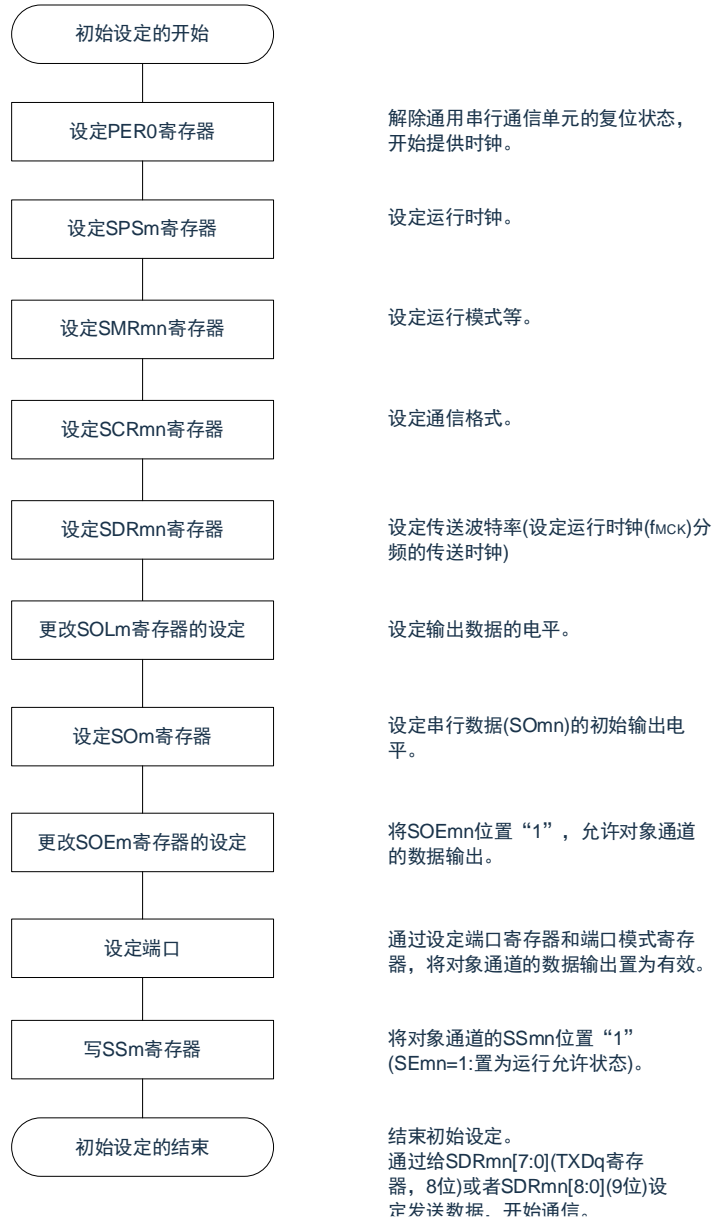 初始设定的开始
设定PER0寄存器
解除通用串行通信单元的复位状态，
开始提供时钟。
设定SPSm寄存器
设定运行时钟。
设定SMRmn寄存器
设定运行模式等。
设定SCRmn寄存器
设定通信格式。
设定SDRmn寄存器
设定传送波特率(设定运行时钟(fMCK)分
频的传送时钟)
更改SOLm寄存器的设定
设定输出数据的电平。
设定SOm寄存器
设定串行数据(SOmn)的初始输出电
平。
更改SOEm寄存器的设定
将SOEmn位置“1”，允许对象通道
的数据输出。
设定端口
通过设定端口寄存器和端口模式寄存
器，将对象通道的数据输出置为有效。
写SSm寄存器
将对象通道的SSmn位置“1”
(SEmn=1:置为运行允许状态)。
初始设定的结束
结束初始设定。
通过给SDRmn[7:0](TXDq寄存
器，8位)或者SDRmn[8:0](9位)设
定发送数据，开始通信。